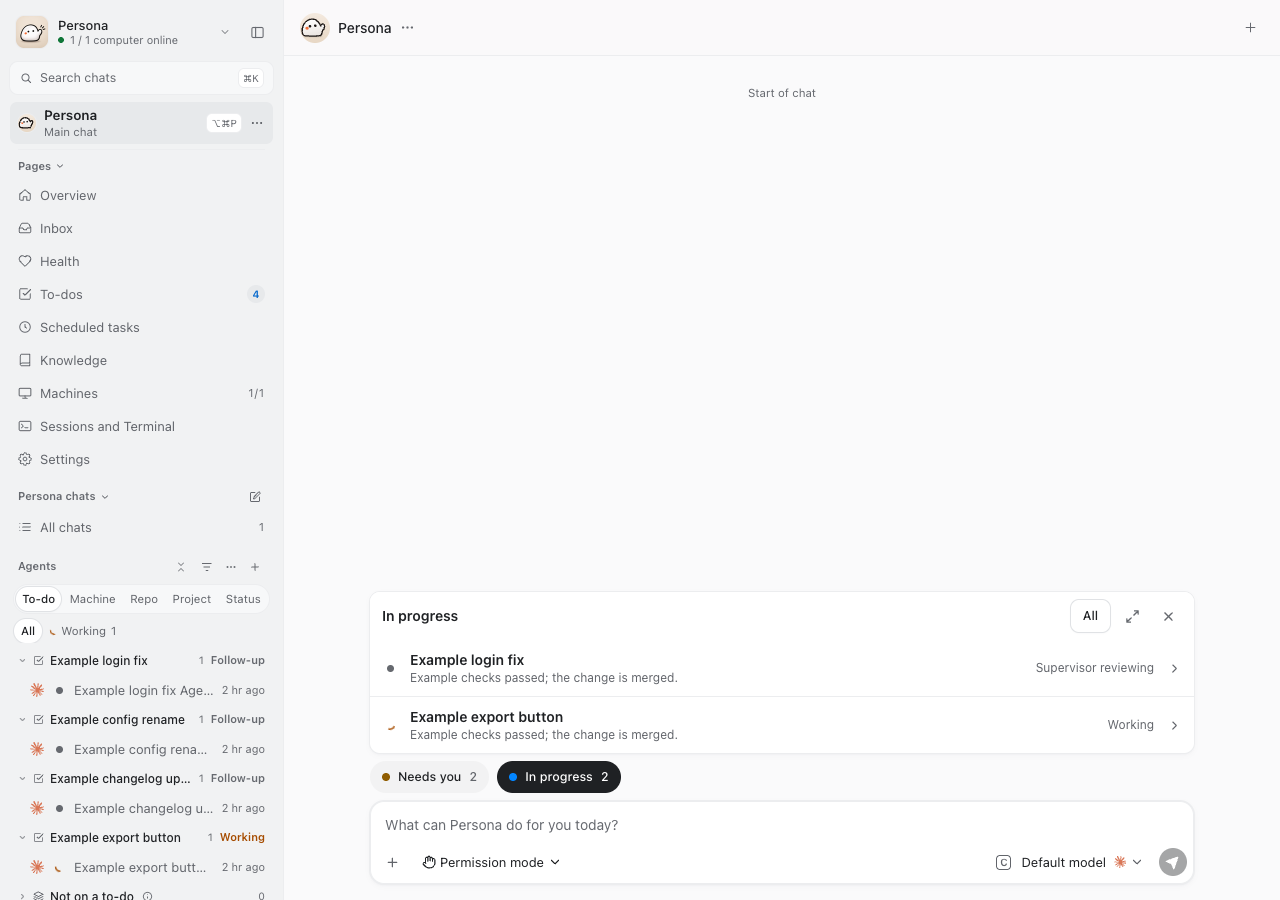 Persona
1 / 1 computer online
Search chats ⌘K
Persona
Main chat
⌥⌘P
Pages
Overview
Inbox
Health
To-dos 4
Scheduled tasks
Knowledge
Machines 1/1
Sessions and Terminal
Settings
Persona chats
All chats 1
Agents
To-do Machine Repo Project Status
All Working 1
Example login fix 1 Follow-up
Example login fix Age... 2 hr ago
Example config rename 1 Follow-up
Example config rena... 2 hr ago
Example changelog up... 1 Follow-up
Example changelog u... 2 hr ago
Example export button 1 Working
Example export butt... 2 hr ago
Not on a to-do 0
Persona
Start of chat
In progress All
Example login fix
Example checks passed; the change is merged.
Supervisor reviewing
Example export button
Example checks passed; the change is merged.
Working
Needs you 2 In progress 2
What can Persona do for you today?
Permission mode C Default model